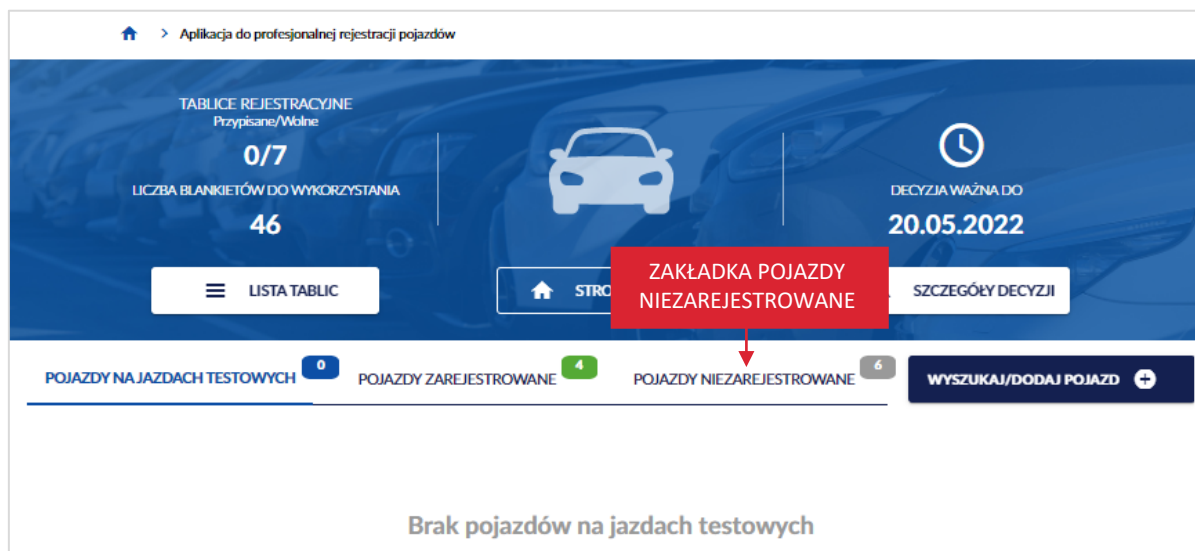 Aplikacja do profesjonalnej rejestracji pojazdów
TABLICE REJESTRACYJNE
Przypisane/Wolne
0/7
LICZBA BLANKIETÓW DO WYKORZYSTANIA
46
LISTA TABLIC
STRO
ZAKŁADKA POJAZDY
NIEZAREJESTROWANE
DECYZJA WAŻNA DO
20.05.2022
SZCZEGÓŁY DECYZJI
POJAZDY NA JAZDACH TESTOWYCH 0
POJAZDY ZAREJESTROWANE 4
POJAZDY NIEZAREJESTROWANE 6
WYSZUKAJ/DODAJ POJAZD
Brak pojazdów na jazdach testowych